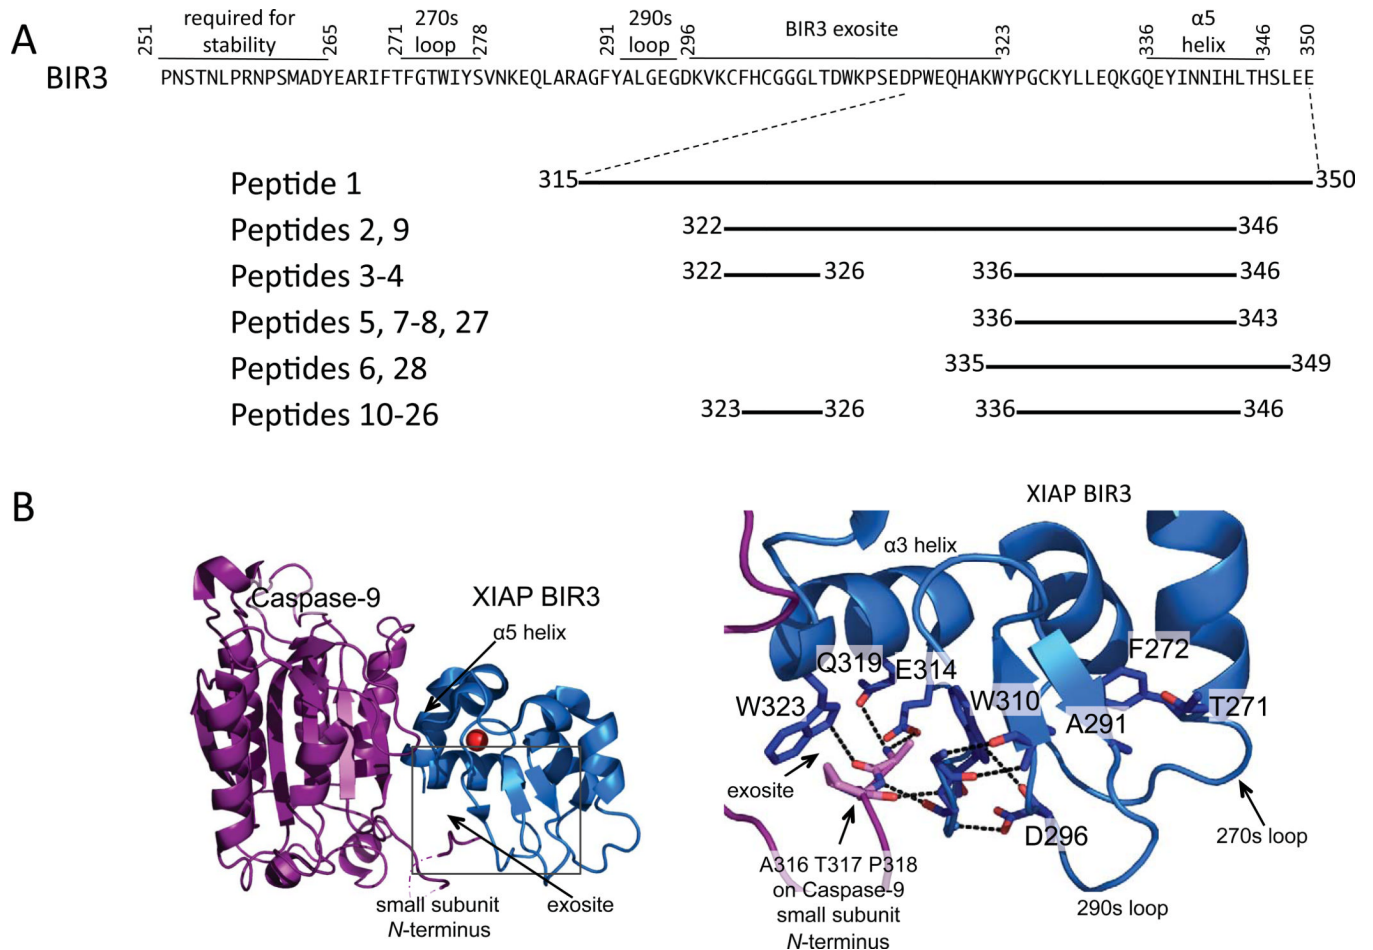 A
required for
stability
270s
loop
290s
loop
BIR3 exosite
α5
helix
251
265
271
278
291
296
323
336
346
350
BIR3
PNSTNLPRNPSMADYEARIFTFGTWIYSVNKEQLARAGFYALGEGDKVKCFHCGGGLTDWKPSEDPWEQHAKWYPGCKYLLEQKGQEYINNIHLTHSLEE
Peptide 1
315
350
Peptides 2, 9
322
346
Peptides 3-4
322
326
336
346
Peptides 5, 7-8, 27
336
343
Peptides 6, 28
335
349
Peptides 10-26
323
326
336
346
B
Caspase-9
XIAP BIR3
α5 helix
small subunit
N-terminus
exosite
XIAP BIR3
α3 helix
Q319
E314
F272
W323
W310
A291
T271
exosite
D296
270s loop
A316 T317 P318
on Caspase-9
small subunit
N-terminus
290s loop